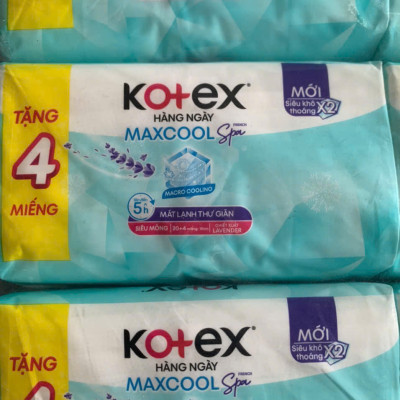 TẶNG
4
MIẾNG
Kotex
HÀNG NGÀY
MAXCOOL Spa
FRENCH
MỚI
Siêu khô
thoáng X2
MACRO COOLING
5h
MÁT LẠNH THƯ GIÃN
SIÊU MỎNG
LAVENDER
TẶNG
4
Kotex
HÀNG NGÀY
MAXCOOL Spa
FRENCH
MỚI
Siêu khô
thoáng X2